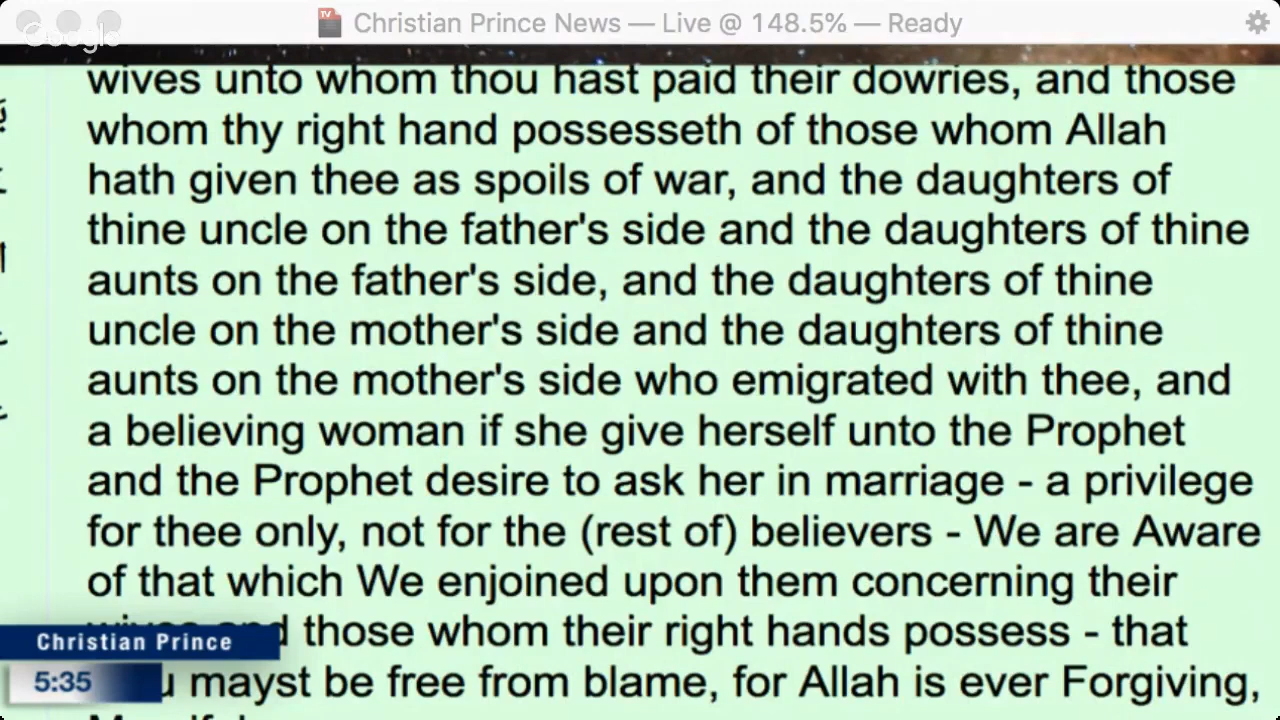 Christian Prince News — Live @ 148.5% — Ready
Google
wives unto whom thou hast paid their dowries, and those
whom thy right hand possesseth of those whom Allah
hath given thee as spoils of war, and the daughters of
thine uncle on the father's side and the daughters of thine
aunts on the father's side, and the daughters of thine
uncle on the mother's side and the daughters of thine
aunts on the mother's side who emigrated with thee, and
a believing woman if she give herself unto the Prophet
and the Prophet desire to ask her in marriage - a privilege
for thee only, not for the (rest of) believers - We are Aware
of that which We enjoined upon them concerning their
those whom their right hands possess - that
mayst be free from blame, for Allah is ever Forgiving,
Christian Prince
5:35